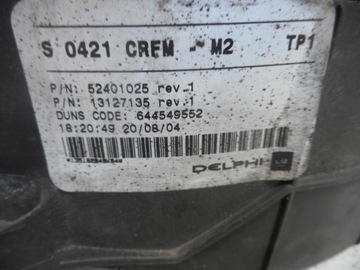 S 0421 CRFM - M2 TP1
P/N: 52401025 rev.1
P/N: 13127135 rev.1
DUNS CODE: 644549552
18:20:49 20/08/04
DELPHI